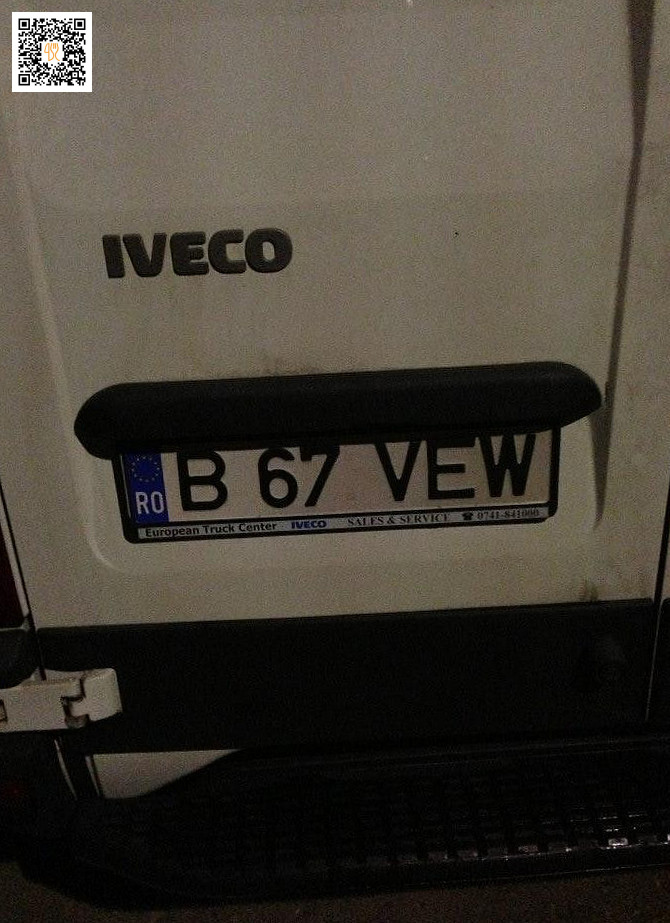 IVECO
RO B 67 VEW
European Truck Center IVECO SALES & SERVICE ☎ 0741-841000